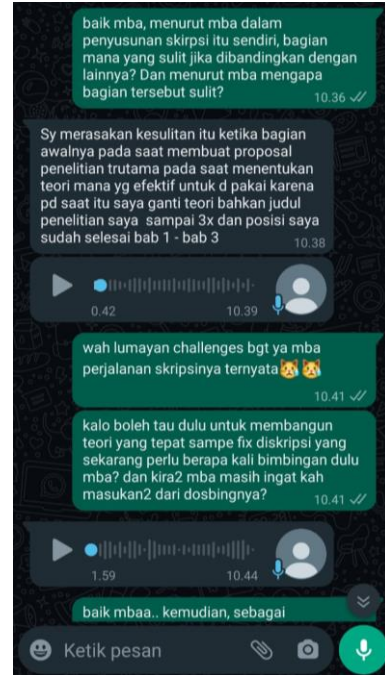 baik mba, menurut mba dalam
penyusunan skirpsi itu sendiri, bagian
mana yang sulit jika dibandingkan dengan
lainnya? Dan menurut mba mengapa
bagian tersebut sulit?
10.36
Sy merasakan kesulitan itu ketika bagian
awalnya pada saat membuat proposal
penelitian trutama pada saat menentukan
teori mana yg efektif untuk d pakai karena
pd saat itu saya ganti teori bahkan judul
penelitian saya sampai 3x dan posisi saya
sudah selesai bab 1 - bab 3
10.38
0.42 10.39
wah lumayan challenges bgt ya mba
perjalanan skripsinya ternyata😿😿
10.41
kalo boleh tau dulu untuk membangun
teori yang tepat sampe fix diskripsi yang
sekarang perlu berapa kali bimbingan dulu
mba? dan kira2 mba masih ingat kah
masukan2 dari dosbingnya?
10.41
1.59 10.44
baik mbaa.. kemudian, sebagai
Ketik pesan